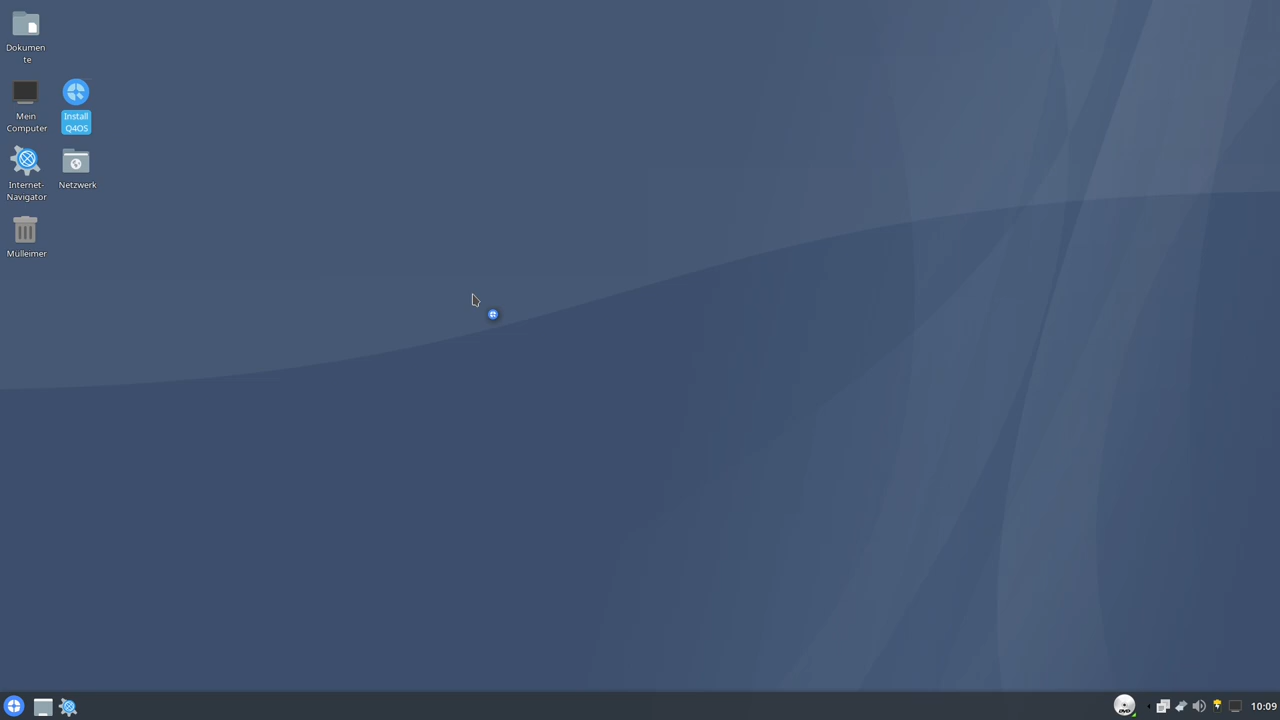 Dokumen
te
Mein
Computer
Install
Q4OS
Internet-
Navigator
Netzwerk
Mülleimer
10:09